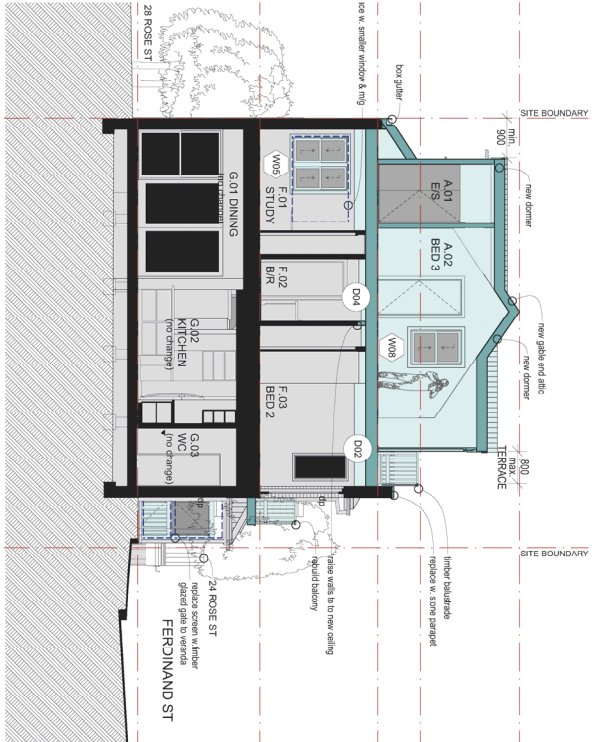 28 ROSE ST
ce w. smaller window & m/g
box gutter
SITE BOUNDARY
min.
900
new dormer
new gable end attic
new dormer
800
max.
TERRACE
SITE BOUNDARY
A.01
E/S
A.02
BED 3
W08
W05
F.01
STUDY
F.02
B/R
D04
F.03
BED 2
D02
G.01 DINING
(no change)
G.02
KITCHEN
(no change)
G.03
WC
(no change)
dp
dp
timber balustrade
replace w. stone parapet
raise walls to to new ceiling
rebuild balcony
24 ROSE ST
replace screen w.timber
glazed gate to veranda
FERDINAND ST